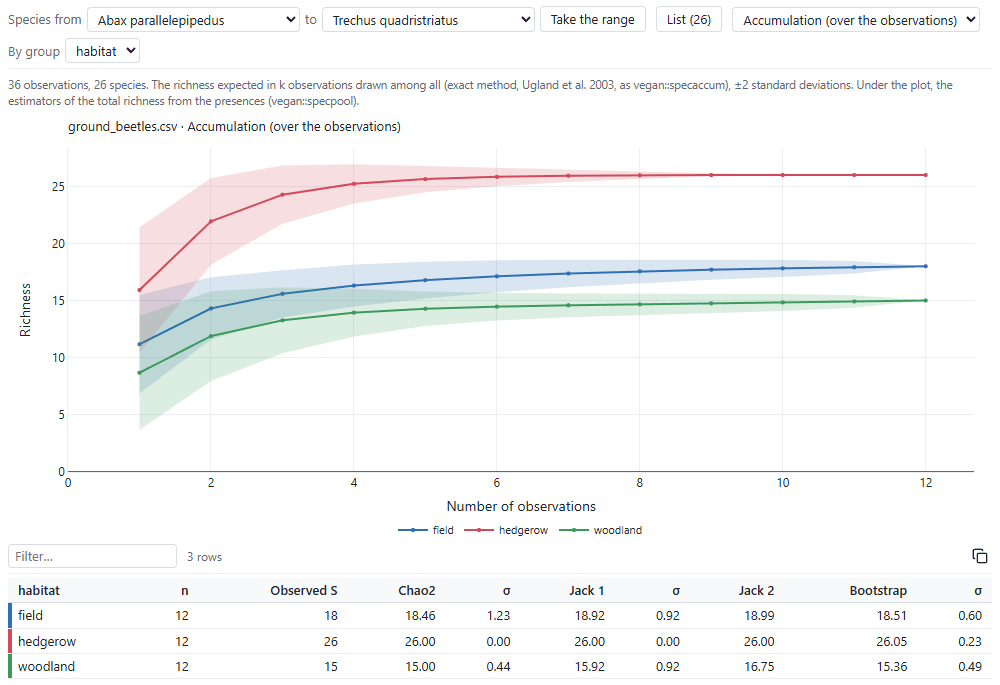 Species from Abax parallelepipedus to Trechus quadristriatus Take the range List (26) Accumulation (over the observations)
By group habitat
36 observations, 26 species. The richness expected in k observations drawn among all (exact method, Ugland et al. 2003, as vegan::specaccum), ±2 standard deviations. Under the plot, the
estimators of the total richness from the presences (vegan::specpool).
ground_beetles.csv · Accumulation (over the observations)
25
20
15
10
5
0
Richness
0 2 4 6 8 10 12
Number of observations
field hedgerow woodland
Filter... 3 rows
habitat n Observed S Chao2 σ Jack 1 σ Jack 2 Bootstrap σ
field 12 18 18.46 1.23 18.92 0.92 18.99 18.51 0.60
hedgerow 12 26 26.00 0.00 26.00 0.00 26.00 26.05 0.23
woodland 12 15 15.00 0.44 15.92 0.92 16.75 15.36 0.49